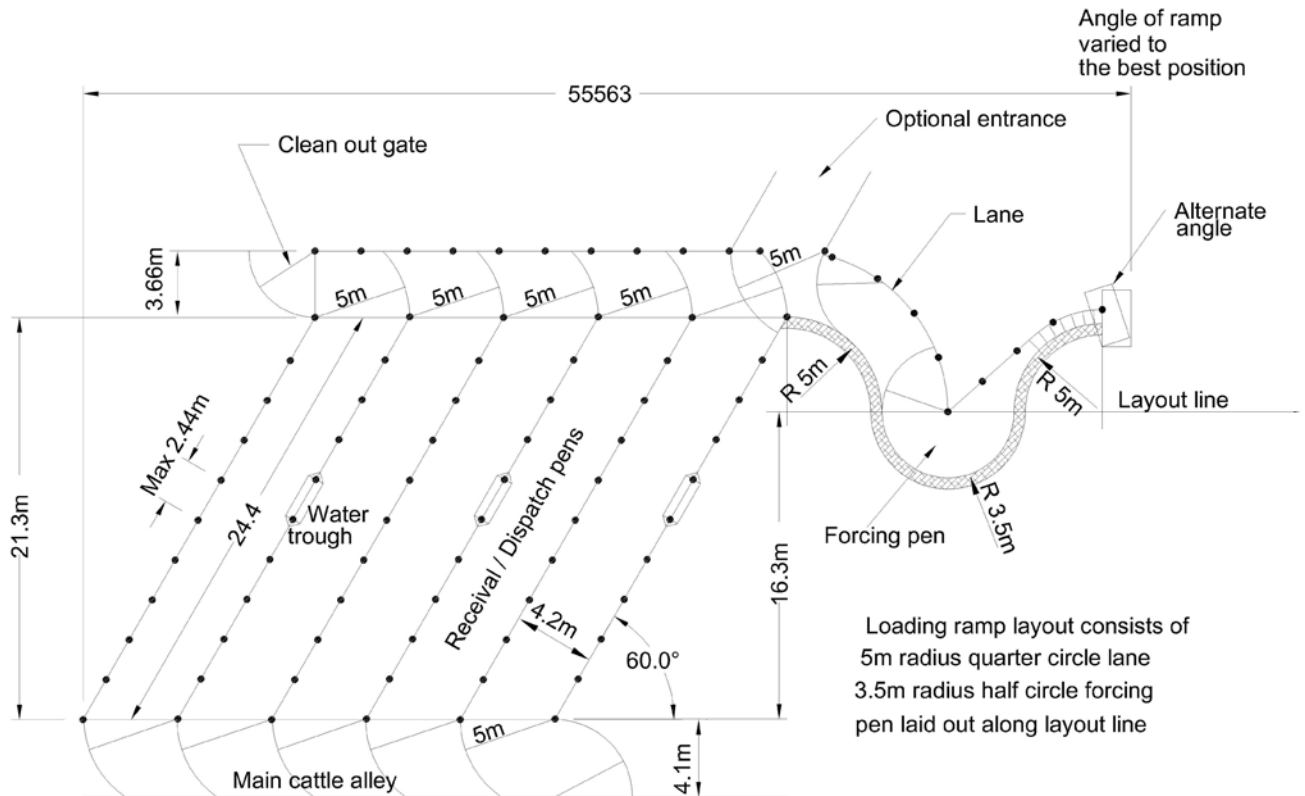 Angle of ramp
varied to
the best position
55563
Optional entrance
Clean out gate
Lane
Alternate
angle
5m
3.66m
5m
5m
5m
5m
R 5m
R 5m
Layout line
Max 2.44m
21.3m
24.4
Water
trough
Receival / Dispatch pens
Forcing pen
R 3.5m
16.3m
4.2m
60.0°
Loading ramp layout consists of
5m radius quarter circle lane
3.5m radius half circle forcing
pen laid out along layout line
5m
4.1m
Main cattle alley